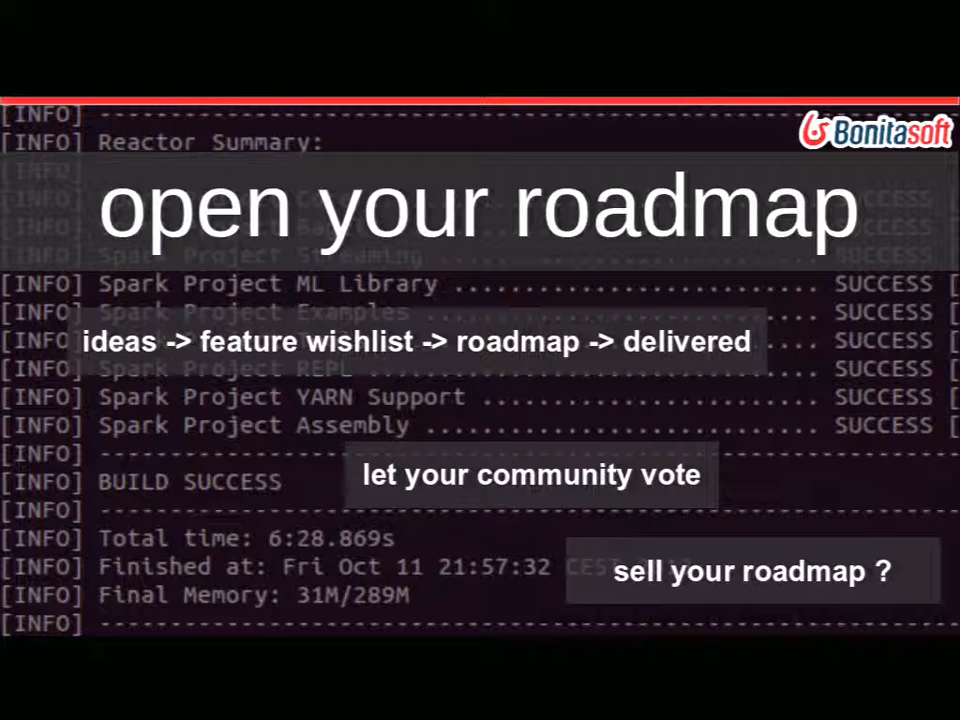 [INFO] ------------------------------------------------------------------------
[INFO] Reactor Summary:
Bonitasoft
[INFO]
open your roadmap
[INFO] Spark Project ML Library ............................ SUCCESS [
[INFO] Spark Project Examples
ideas -> feature wishlist -> roadmap -> delivered
[INFO] Spark Project REPL ............................ SUCCESS [
[INFO] Spark Project YARN Support ........................ SUCCESS [
[INFO] Spark Project Assembly ............................ SUCCESS [
[INFO] ------------------------------------------------------------------------
let your community vote
[INFO] BUILD SUCCESS
[INFO] ------------------------------------------------------------------------
[INFO] Total time: 6:28.869s
[INFO] Finished at: Fri Oct 11 21:57:32 CEST
sell your roadmap ?
[INFO] Final Memory: 31M/289M
[INFO] ------------------------------------------------------------------------